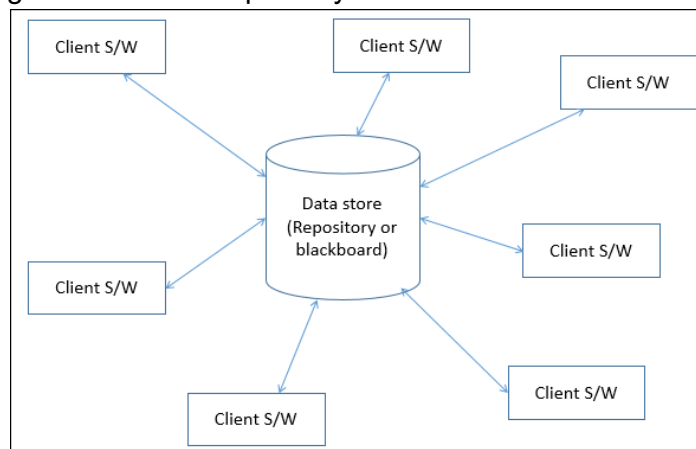 Client S/W
Client S/W
Client S/W
Data store
(Repository or
blackboard)
Client S/W
Client S/W
Client S/W
Client S/W